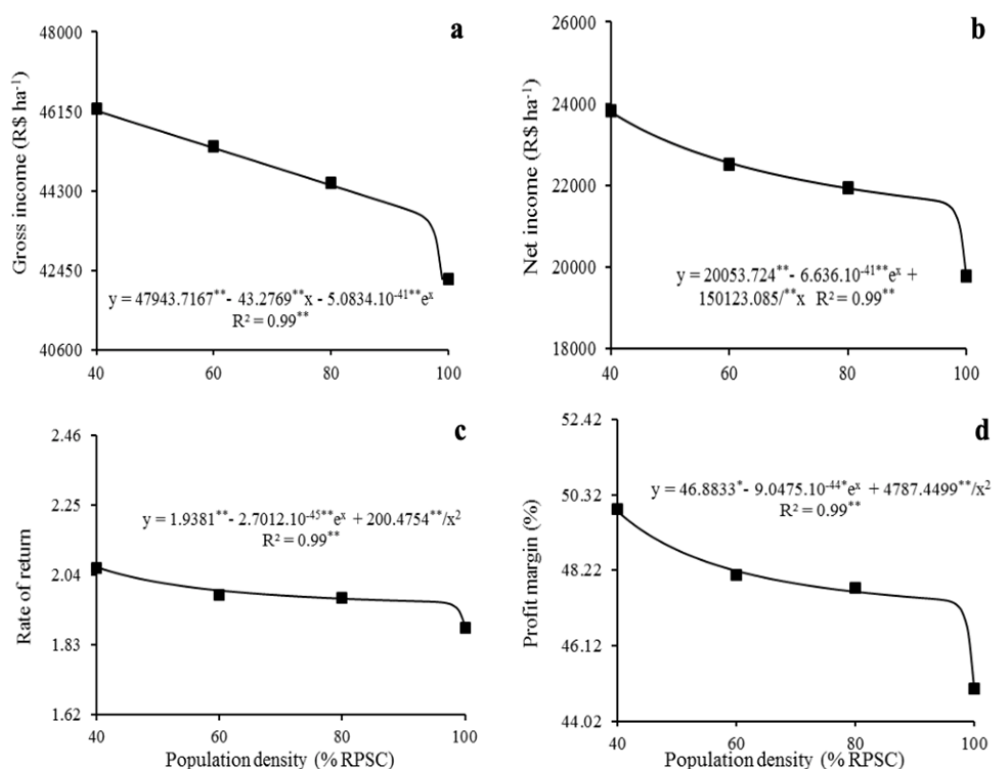 a
Gross income (R$ ha⁻¹)
48000
46150
44300
42450
40600
y = 47943.7167**- 43.2769**x - 5.0834.10⁻⁴¹**eˣ
R² = 0.99**
40 60 80 100
b
Net income (R$ ha⁻¹)
26000
24000
22000
20000
18000
y = 20053.724**- 6.636.10⁻⁴¹**eˣ +
150123.085/**x R² = 0.99**
40 60 80 100
c
Rate of return
2.46
2.25
2.04
1.83
1.62
y = 1.9381**- 2.7012.10⁻⁴⁵**eˣ + 200.4754**/x²
R² = 0.99**
40 60 80 100
Population density (% RPSC)
d
Profit margin (%)
52.42
50.32
48.22
46.12
44.02
y = 46.8833*- 9.0475.10⁻⁴⁴*eˣ + 4787.4499**/x²
R² = 0.99**
40 60 80 100
Population density (% RPSC)